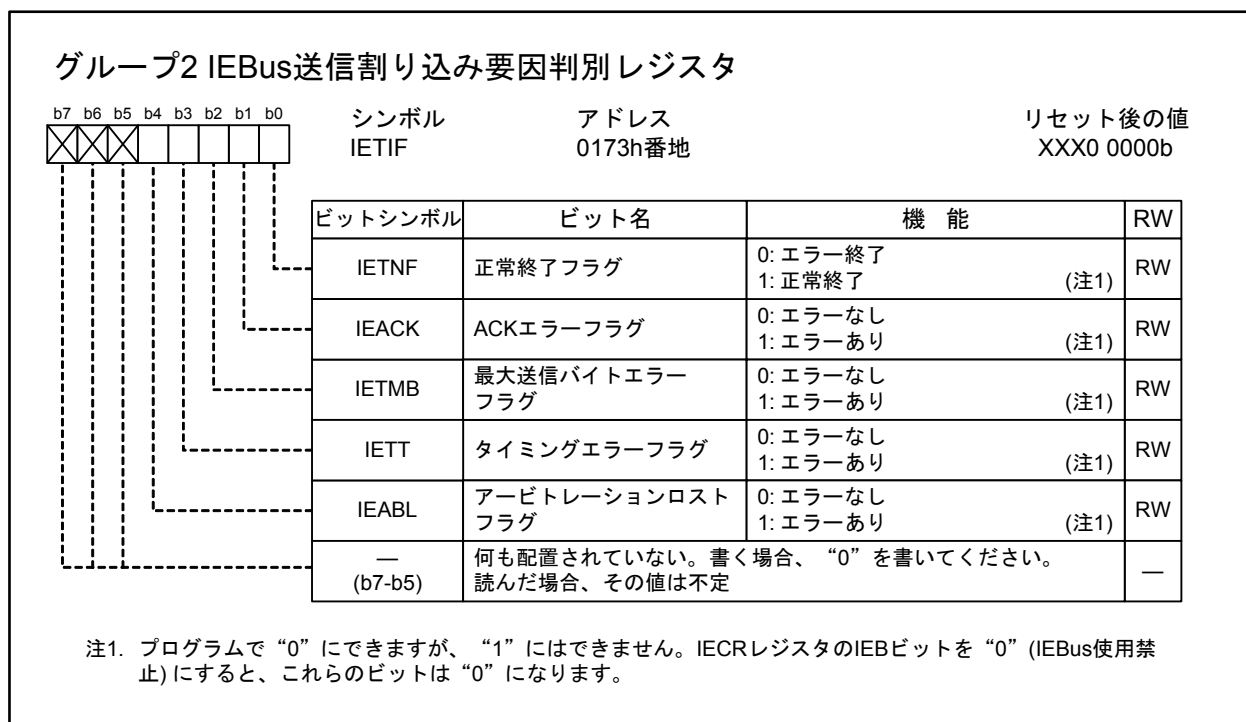 グループ2 IEBus送信割り込み要因判別レジスタ
b7 b6 b5 b4 b3 b2 b1 b0
シンボル アドレス リセット後の値
IETIF 0173h番地 XXX0 0000b
ビットシンボル ビット名 機 能 RW
IETNF 正常終了フラグ 0: エラー終了 RW
1: 正常終了 (注1)
IEACK ACKエラーフラグ 0: エラーなし RW
1: エラーあり (注1)
IETMB 最大送信バイトエラー 0: エラーなし RW
フラグ 1: エラーあり (注1)
IETT タイミングエラーフラグ 0: エラーなし RW
1: エラーあり (注1)
IEABL アービトレーションロスト 0: エラーなし RW
フラグ 1: エラーあり (注1)
― 何も配置されていない。書く場合、“0”を書いてください。 ―
(b7-b5) 読んだ場合、その値は不定
注1. プログラムで“0”にできますが、“1”にはできません。IECRレジスタのIEBビットを“0”(IEBus使用禁
止) にすると、これらのビットは“0”になります。